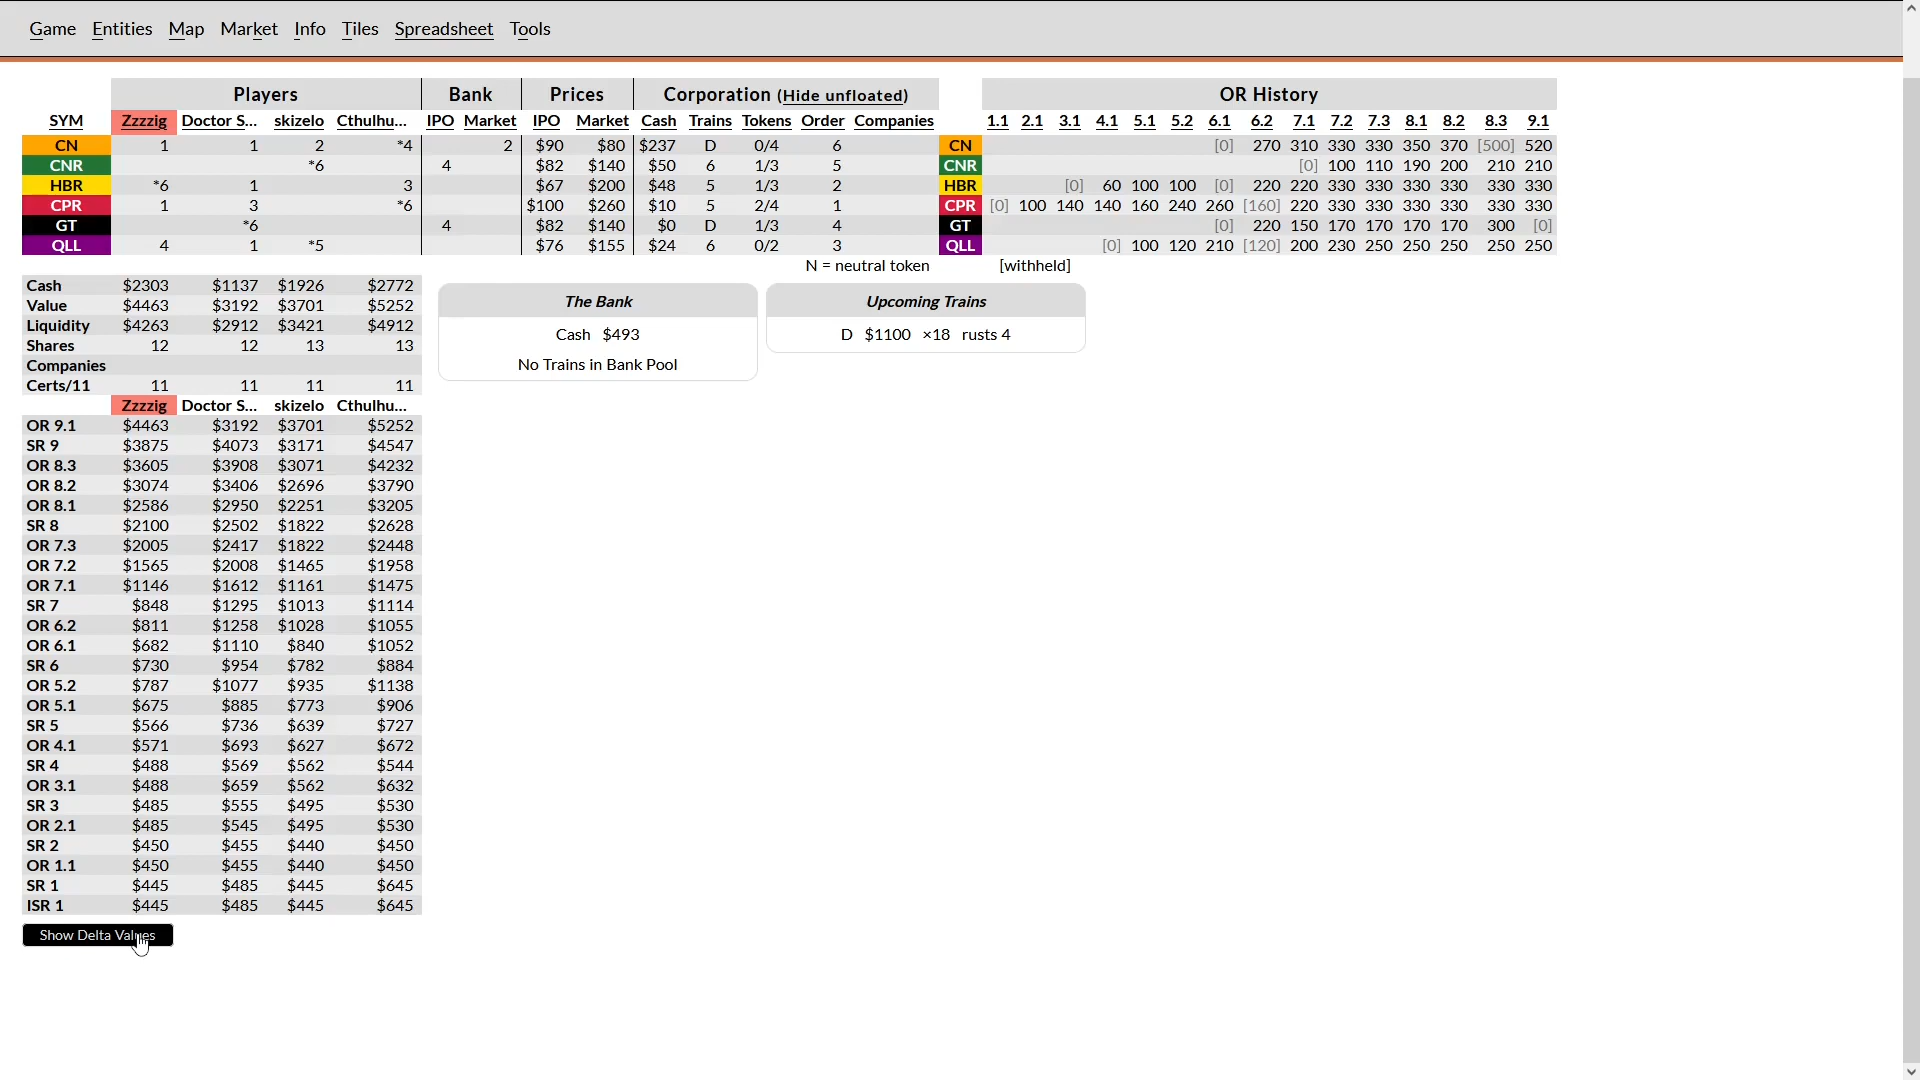 Game Entities Map Market Info Tiles Spreadsheet Tools
Players Bank Prices Corporation (Hide unfloated) OR History
SYM Zzzzig Doctor S... skizelo Cthulhu... IPO Market IPO Market Cash Trains Tokens Order Companies 1.1 2.1 3.1 4.1 5.1 5.2 6.1 6.2 7.1 7.2 7.3 8.1 8.2 8.3 9.1
CN 1 1 2 *4 2 $90 $80 $237 D 0/4 6 CN [0] 270 310 330 330 350 370 [500] 520
CNR *6 4 $82 $140 $50 6 1/3 5 CNR [0] 100 110 190 200 210 210
HBR *6 1 3 $67 $200 $48 5 1/3 2 HBR [0] 60 100 100 [0] 220 220 330 330 330 330 330 330
CPR 1 3 *6 $100 $260 $10 5 2/4 1 CPR [0] 100 140 140 160 240 260 [160] 220 330 330 330 330 330 330
GT *6 4 $82 $140 $0 D 1/3 4 GT [0] 220 150 170 170 170 170 300 [0]
QLL 4 1 *5 $76 $155 $24 6 0/2 3 QLL [0] 100 120 210 [120] 200 230 250 250 250 250 250
N = neutral token [withheld]
Cash $2303 $1137 $1926 $2772
Value $4463 $3192 $3701 $5252
Liquidity $4263 $2912 $3421 $4912
Shares 12 12 13 13
Companies
Certs/11 11 11 11 11
The Bank
Cash $493
No Trains in Bank Pool
Upcoming Trains
D $1100 ×18 rusts 4
Zzzzig Doctor S... skizelo Cthulhu...
OR 9.1 $4463 $3192 $3701 $5252
SR 9 $3875 $4073 $3171 $4547
OR 8.3 $3605 $3908 $3071 $4232
OR 8.2 $3074 $3406 $2696 $3790
OR 8.1 $2586 $2950 $2251 $3205
SR 8 $2100 $2502 $1822 $2628
OR 7.3 $2005 $2417 $1822 $2448
OR 7.2 $1565 $2008 $1465 $1958
OR 7.1 $1146 $1612 $1161 $1475
SR 7 $848 $1295 $1013 $1114
OR 6.2 $811 $1258 $1028 $1055
OR 6.1 $682 $1110 $840 $1052
SR 6 $730 $954 $782 $884
OR 5.2 $787 $1077 $935 $1138
OR 5.1 $675 $885 $773 $906
SR 5 $566 $736 $639 $727
OR 4.1 $571 $693 $627 $672
SR 4 $488 $569 $562 $544
OR 3.1 $488 $659 $562 $632
SR 3 $485 $555 $495 $530
OR 2.1 $485 $545 $495 $530
SR 2 $450 $455 $440 $450
OR 1.1 $450 $455 $440 $450
SR 1 $445 $485 $445 $645
ISR 1 $445 $485 $445 $645
Show Delta Values